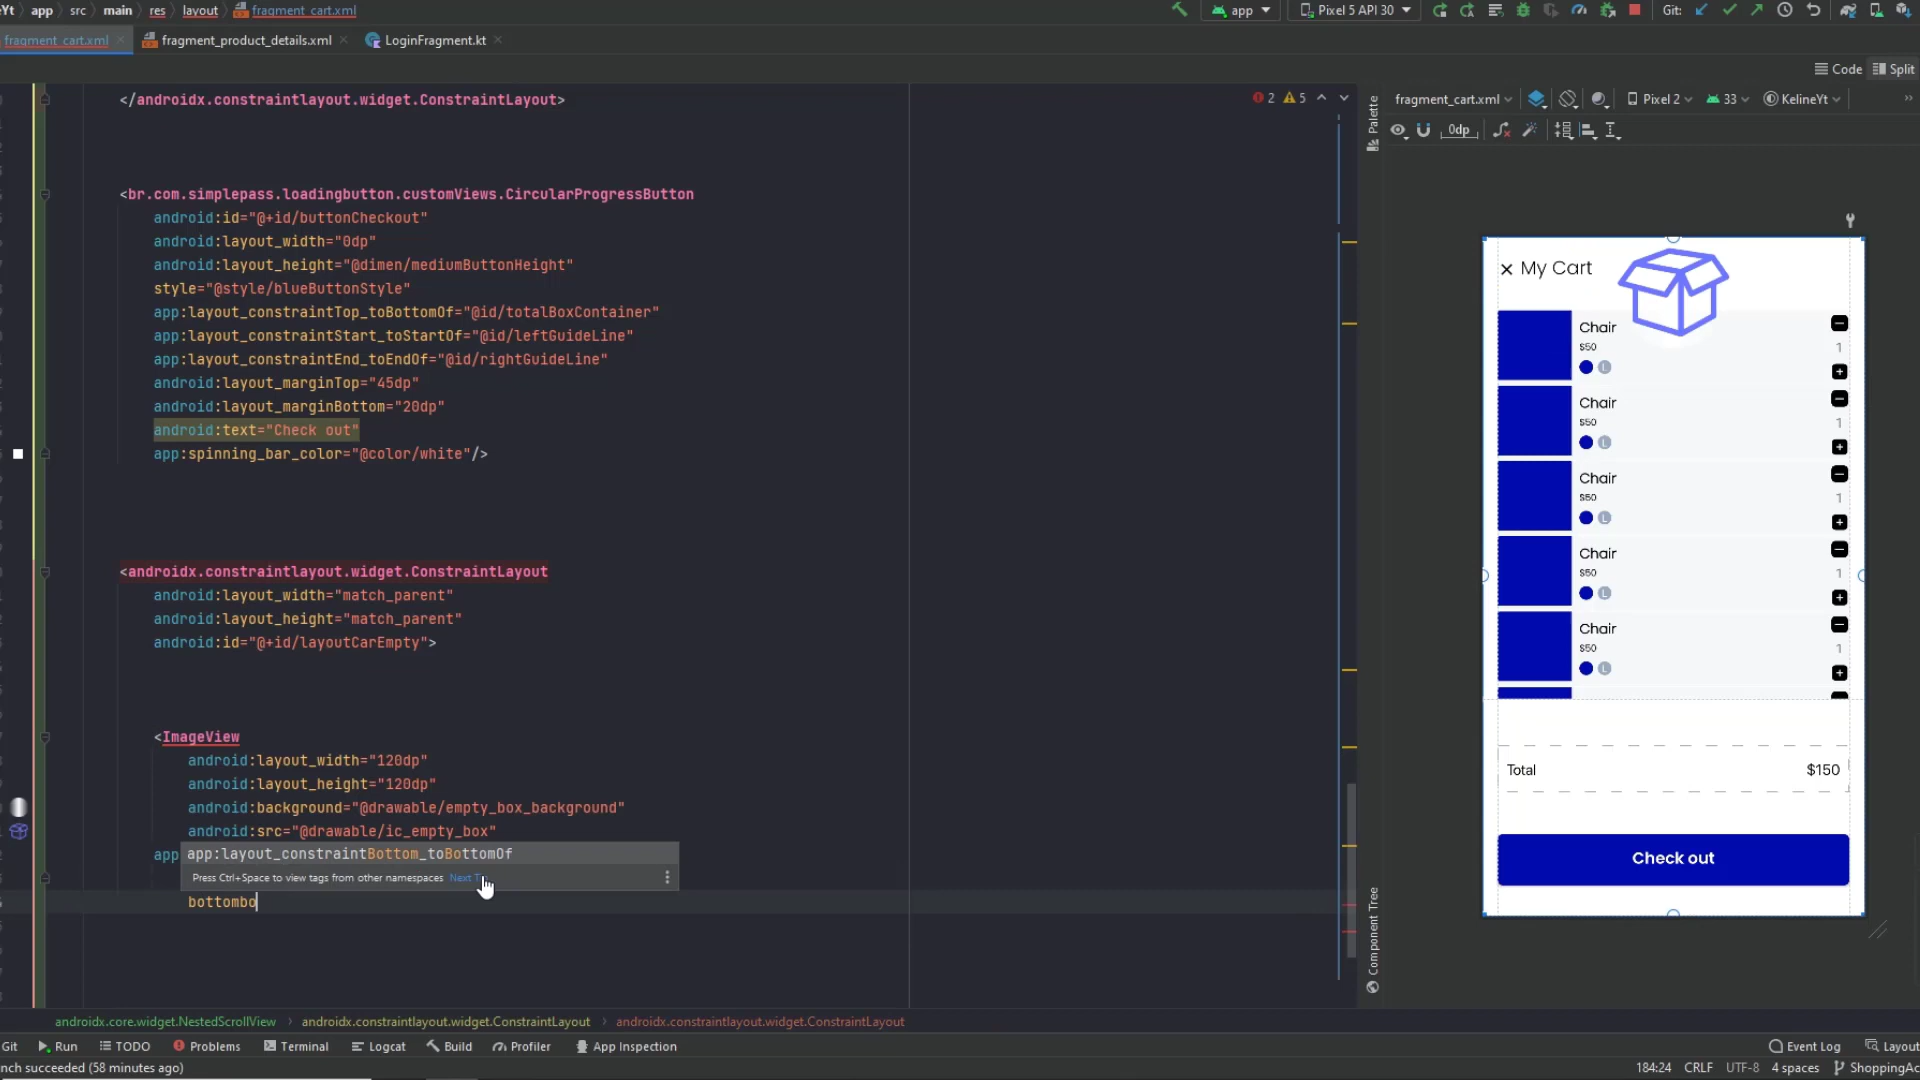 eYt app src main res layout fragment_cart.xml app Pixel 5 API 30 Git:
fragment_cart.xml fragment_product_details.xml LoginFragment.kt
Code Split
</androidx.constraintlayout.widget.ConstraintLayout>
2 5
Palette
fragment_cart.xml Pixel 2 33 KelineYt
0dp
<br.com.simplepass.loadingbutton.customViews.CircularProgressButton
android:id="@+id/buttonCheckout"
android:layout_width="0dp"
android:layout_height="@dimen/mediumButtonHeight"
style="@style/blueButtonStyle"
app:layout_constraintTop_toBottomOf="@id/totalBoxContainer"
app:layout_constraintStart_toStartOf="@id/leftGuideLine"
app:layout_constraintEnd_toEndOf="@id/rightGuideLine"
android:layout_marginTop="45dp"
android:layout_marginBottom="20dp"
android:text="Check out"
app:spinning_bar_color="@color/white"/>
<androidx.constraintlayout.widget.ConstraintLayout
android:layout_width="match_parent"
android:layout_height="match_parent"
android:id="@+id/layoutCarEmpty">
<ImageView
android:layout_width="120dp"
android:layout_height="120dp"
android:background="@drawable/empty_box_background"
android:src="@drawable/ic_empty_box"
app
app:layout_constraintBottom_toBottomOf
Press Ctrl+Space to view tags from other namespaces Next
bottombo
My Cart
Chair
$50
L
1
Chair
$50
L
1
Chair
$50
L
1
Chair
$50
L
1
Chair
$50
L
1
Total $150
Check out
Component Tree
androidx.core.widget.NestedScrollView androidx.constraintlayout.widget.ConstraintLayout androidx.constraintlayout.widget.ConstraintLayout
Git Run TODO Problems Terminal Logcat Build Profiler App Inspection Event Log Layout
nch succeeded (58 minutes ago) 184:24 CRLF UTF-8 4 spaces ShoppingAc